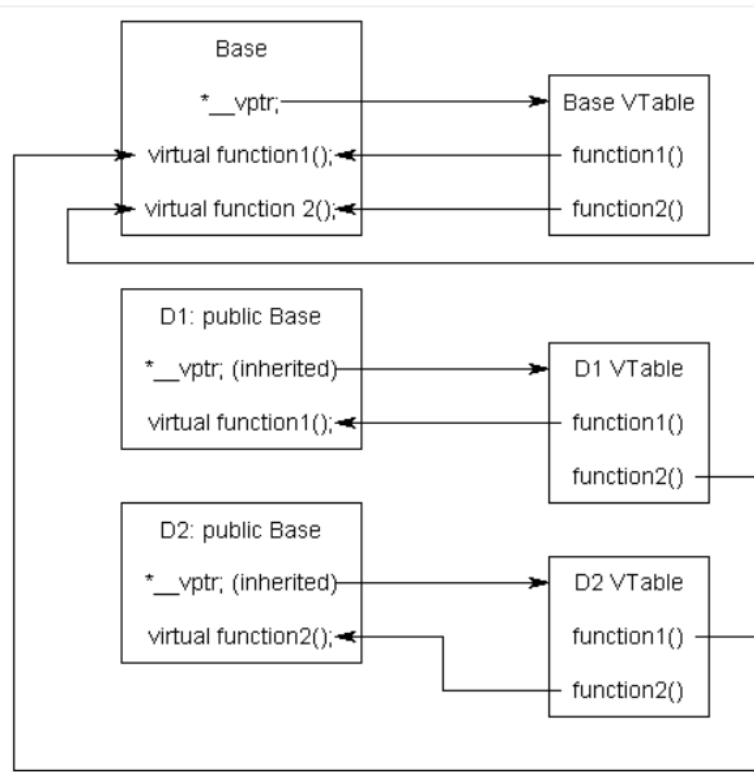 Base
*__vptr;
virtual function1();
virtual function 2();
Base VTable
function1()
function2()
D1: public Base
*__vptr; (inherited)
virtual function1();
D1 VTable
function1()
function2()
D2: public Base
*__vptr; (inherited)
virtual function2();
D2 VTable
function1()
function2()